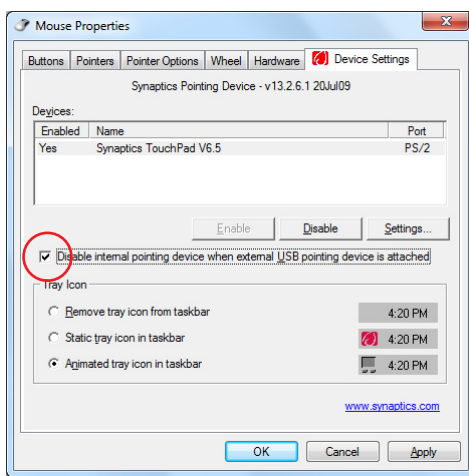 Mouse Properties
Buttons Pointers Pointer Options Wheel Hardware Device Settings
Synaptics Pointing Device - v13.2.6.1 20Jul09
Devices:
Enabled Name Port
Yes Synaptics TouchPad V6.5 PS/2
Enable Disable Settings...
Disable internal pointing device when external USB pointing device is attached
Tray Icon
Remove tray icon from taskbar 4:20 PM
Static tray icon in taskbar 4:20 PM
Animated tray icon in taskbar 4:20 PM
www.synaptics.com
OK Cancel Apply